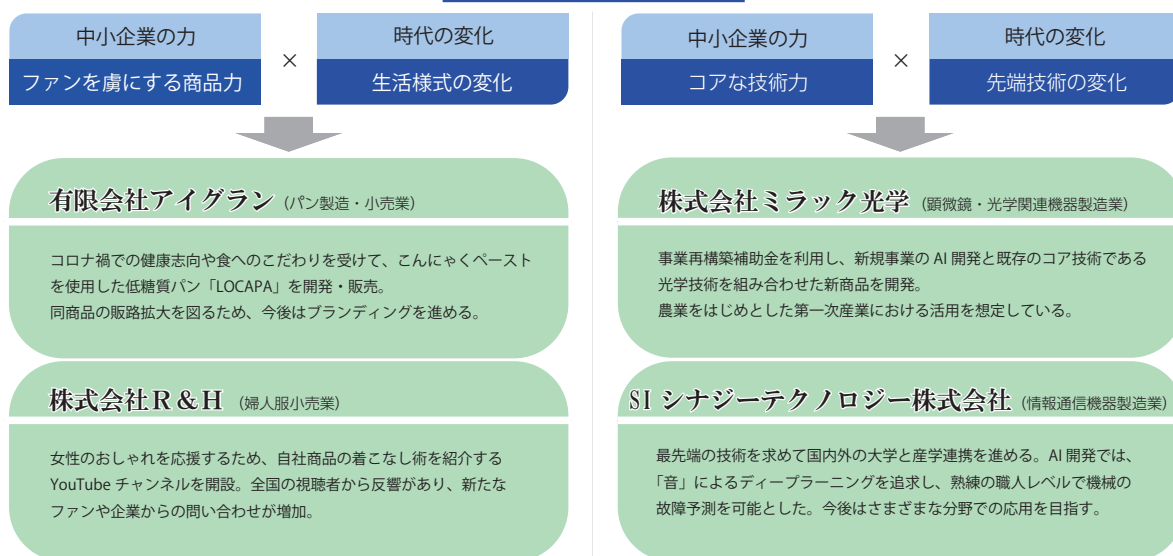 中小企業の力
ファンを虜にする商品力
×
時代の変化
生活様式の変化
有限会社アイグラン（パン製造・小売業）
コロナ禍での健康志向や食へのこだわりを受けて、こんにゃくペースト
を使用した低糖質パン「LOCAPA」を開発・販売。
同商品の販路拡大を図るため、今後はブランディングを進める。
株式会社R＆H（婦人服小売業）
女性のおしゃれを応援するため、自社商品の着こなし術を紹介する
YouTube チャンネルを開設。全国の視聴者から反響があり、新たな
ファンや企業からの問い合わせが増加。
中小企業の力
コアな技術力
×
時代の変化
先端技術の変化
株式会社ミラック光学（顕微鏡・光学関連機器製造業）
事業再構築補助金を利用し、新規事業の AI 開発と既存のコア技術である
光学技術を組み合わせた新商品を開発。
農業をはじめとした第一次産業における活用を想定している。
SI シナジーテクノロジー株式会社（情報通信機器製造業）
最先端の技術を求めて国内外の大学と産学連携を進める。AI 開発では、
「音」によるディープラーニングを追求し、熟練の職人レベルで機械の
故障予測を可能とした。今後はさまざまな分野での応用を目指す。